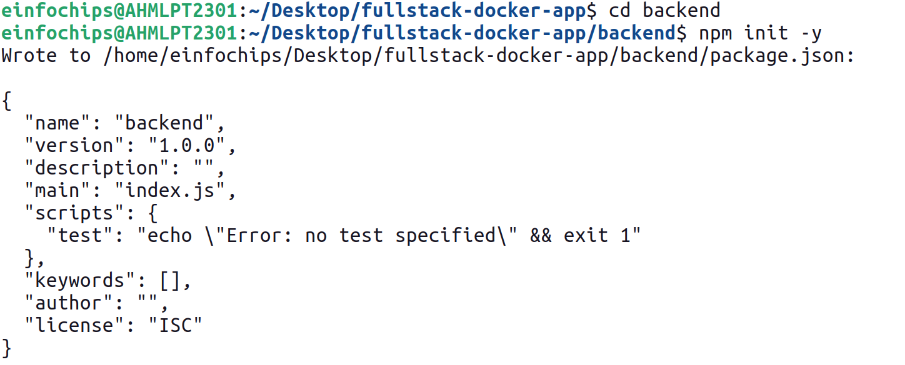 einfochips@AHMLPT2301:~/Desktop/fullstack-docker-app$ cd backend
einfochips@AHMLPT2301:~/Desktop/fullstack-docker-app/backend$ npm init -y
Wrote to /home/einfochips/Desktop/fullstack-docker-app/backend/package.json:

{
  "name": "backend",
  "version": "1.0.0",
  "description": "",
  "main": "index.js",
  "scripts": {
    "test": "echo \"Error: no test specified\" && exit 1"
  },
  "keywords": [],
  "author": "",
  "license": "ISC"
}